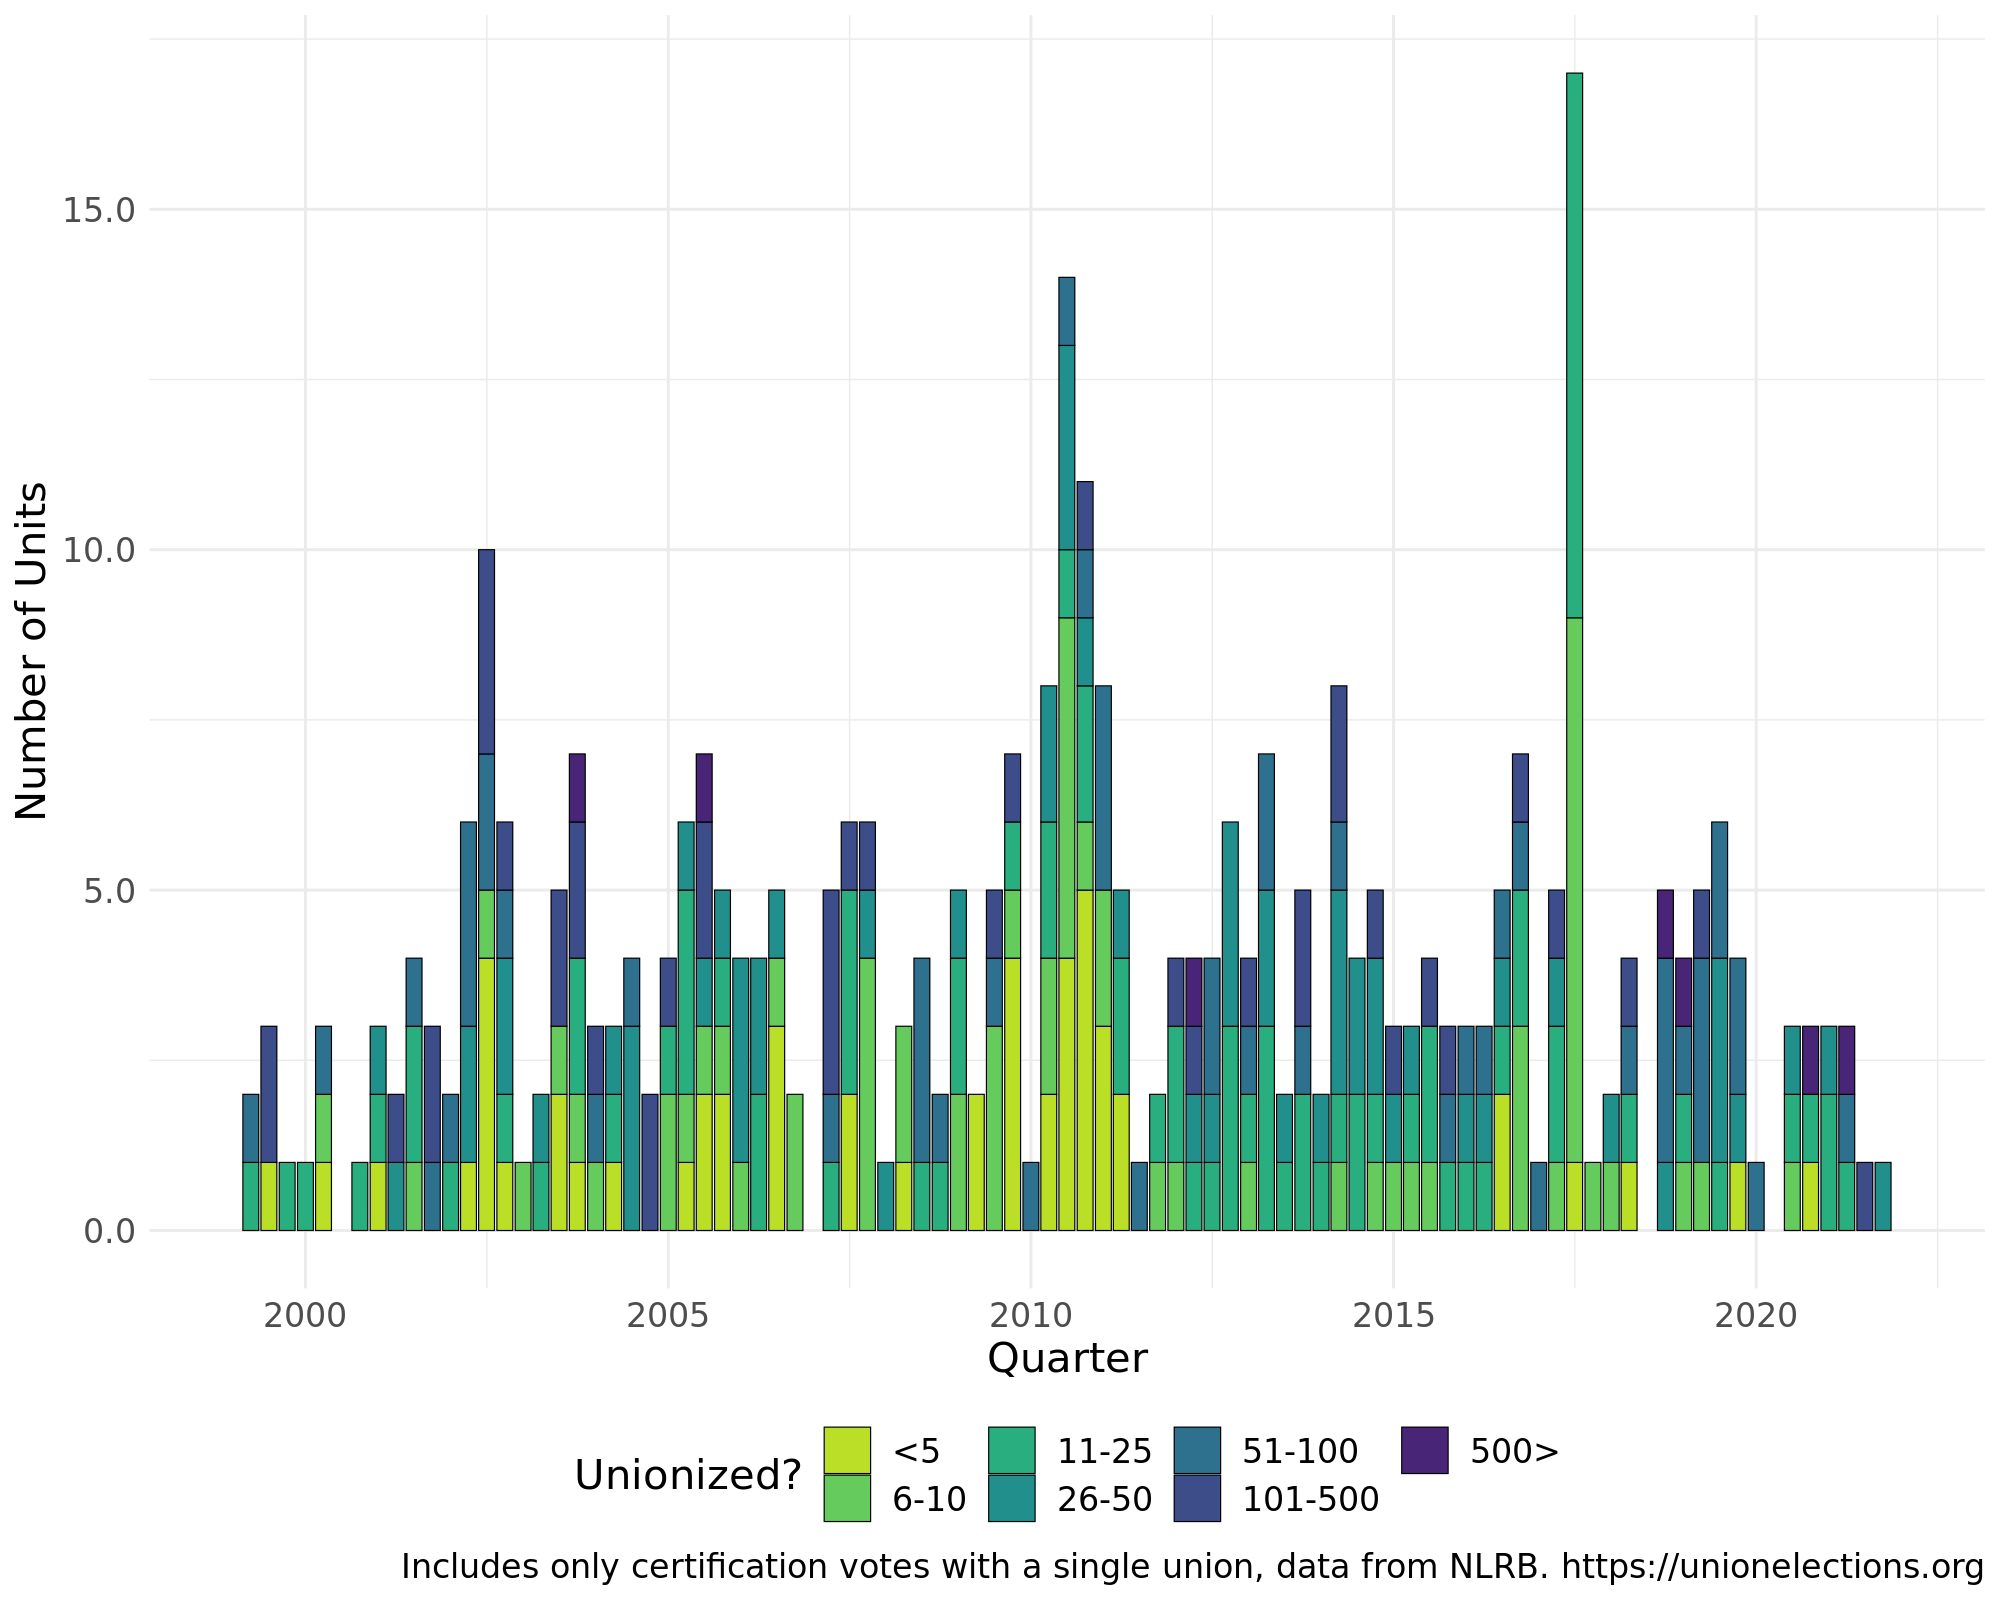 Number of Units
15.0
10.0
5.0
0.0
2000 2005 2010 2015 2020
Quarter
Unionized?
<5 11-25 51-100 500>
6-10 26-50 101-500
Includes only certification votes with a single union, data from NLRB. https://unionelections.org